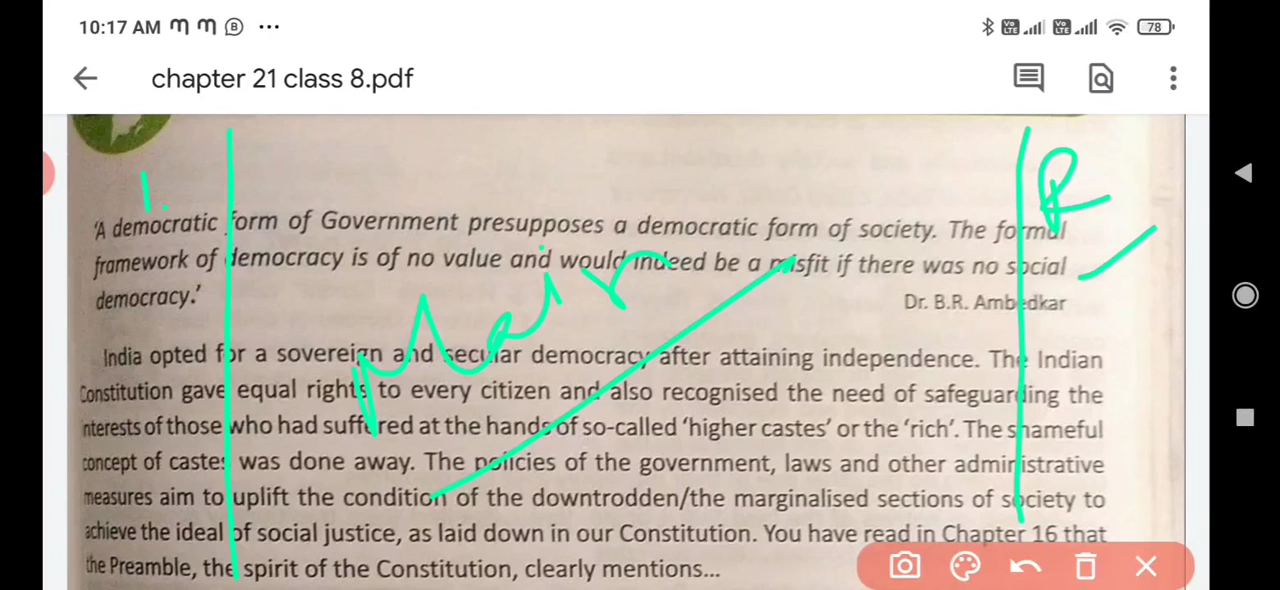 10:17 AM
VoLTE VoLTE 78
chapter 21 class 8.pdf
1.
R
'A democratic form of Government presupposes a democratic form of society. The formal
framework of democracy is of no value and would indeed be a misfit if there was no social
democracy.'
Dr. B.R. Ambedkar
India opted for a sovereign and secular democracy after attaining independence. The Indian
Constitution gave equal rights to every citizen and also recognised the need of safeguarding the
nterests of those who had suffered at the hands of so-called 'higher castes' or the 'rich'. The shameful
concept of castes was done away. The policies of the government, laws and other administrative
measures aim to uplift the condition of the downtrodden/the marginalised sections of society to
achieve the ideal of social justice, as laid down in our Constitution. You have read in Chapter 16 that
the Preamble, the spirit of the Constitution, clearly mentions...